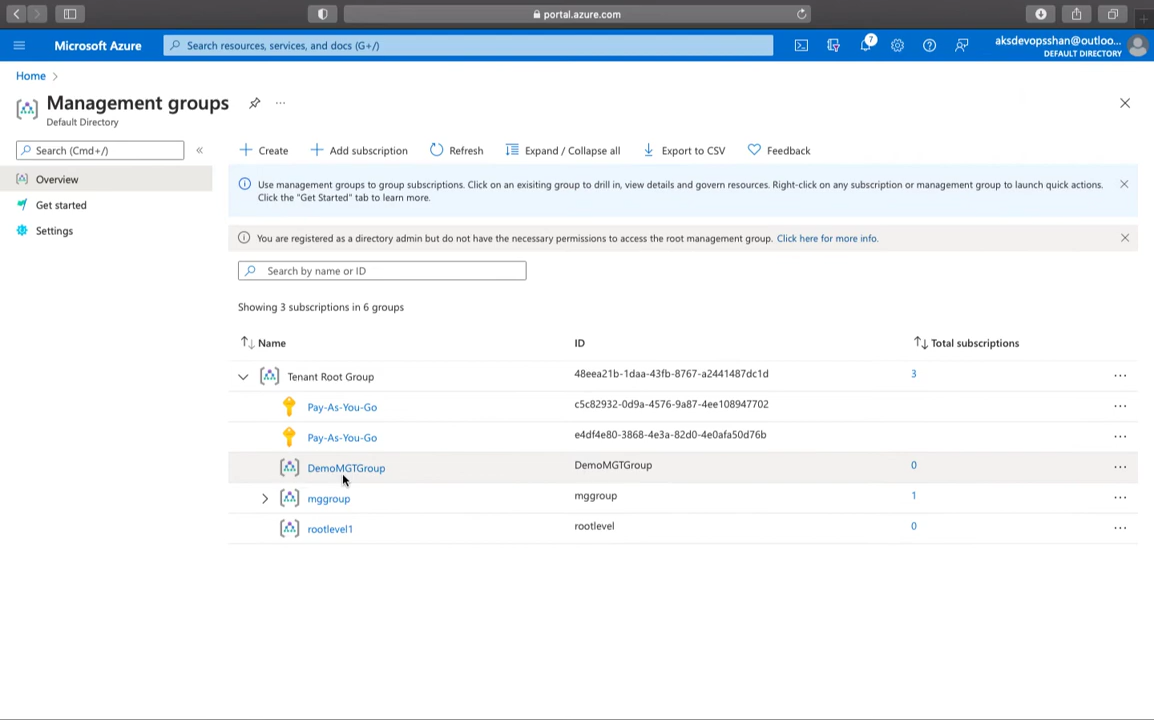 portal.azure.com
Microsoft Azure
Search resources, services, and docs (G+/)
7
aksdevopsshan@outloo...
DEFAULT DIRECTORY
Home
Management groups
...
Default Directory
Search (Cmd+/)
«
Overview
Get started
Settings
Create
Add subscription
Refresh
Expand / Collapse all
Export to CSV
Feedback
Use management groups to group subscriptions. Click on an exisiting group to drill in, view details and govern resources. Right-click on any subscription or management group to launch quick actions.
Click the "Get Started" tab to learn more.
You are registered as a directory admin but do not have the necessary permissions to access the root management group. Click here for more info.
Search by name or ID
Showing 3 subscriptions in 6 groups
Name ID Total subscriptions
Tenant Root Group 48eea21b-1daa-43fb-8767-a2441487dc1d 3 ...
Pay-As-You-Go c5c82932-0d9a-4576-9a87-4ee108947702 ...
Pay-As-You-Go e4df4e80-3868-4e3a-82d0-4e0afa50d76b ...
DemoMGTGroup DemoMGTGroup 0 ...
mggroup mggroup 1 ...
rootlevel1 rootlevel 0 ...